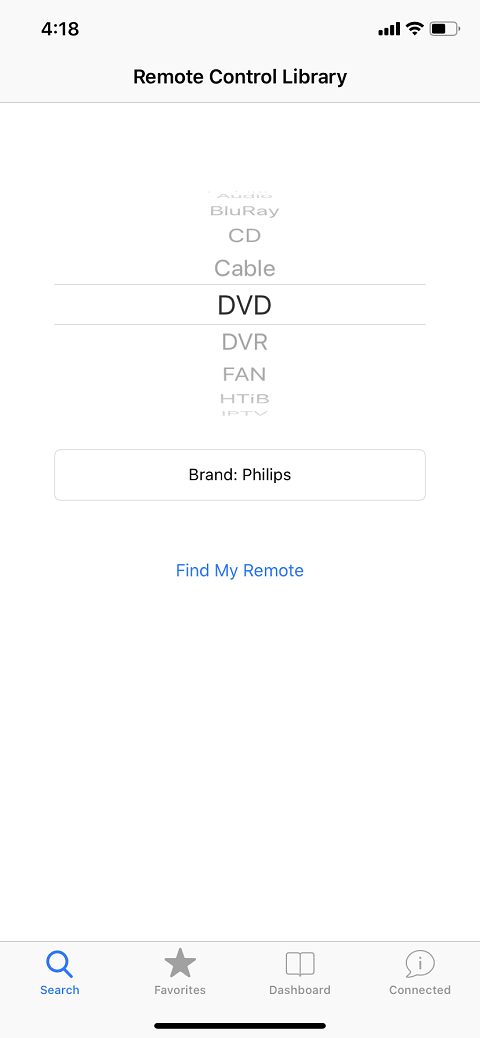 4:18
Remote Control Library
Audio
BluRay
CD
Cable
DVD
DVR
FAN
HTiB
IPTV
Brand: Philips
Find My Remote
Search
Favorites
Dashboard
Connected